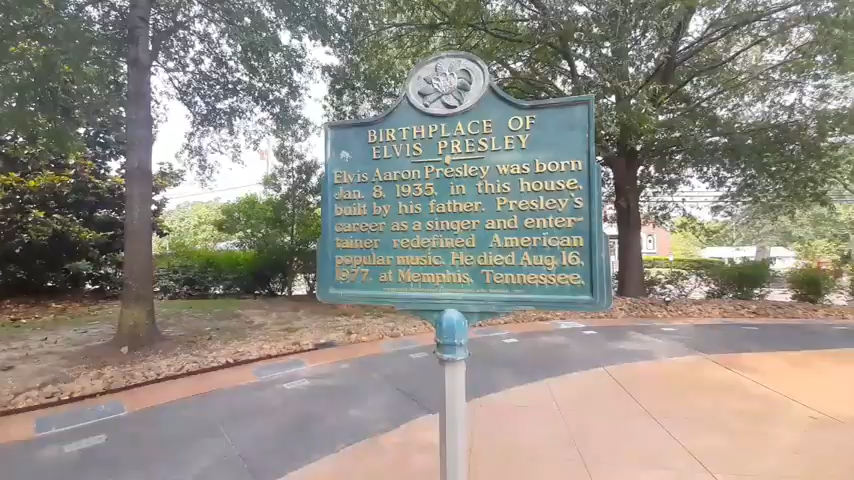 BIRTHPLACE OF
ELVIS PRESLEY
Elvis Aaron Presley was born
Jan. 8, 1935, in this house,
built by his father. Presley's
career as a singer and enter-
tainer redefined American
popular music. He died Aug. 16,
1977, at Memphis, Tennessee.